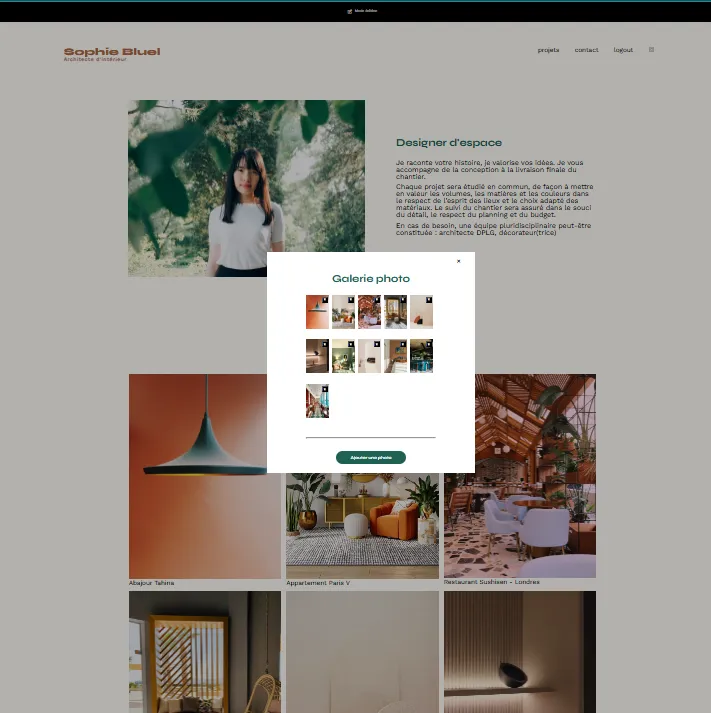 Mode édition
Sophie Bluel
Architecte d'intérieur
projets
contact
logout
Designer d'espace
Je raconte votre histoire, je valorise vos idées. Je vous
accompagne de la conception à la livraison finale du
chantier.
Chaque projet sera étudié en commun, de façon à mettre
en valeur les volumes, les matières et les couleurs dans
le respect de l'esprit des lieux et le choix adapté des
matériaux. Le suivi du chantier sera assuré dans le souci
du détail, le respect du planning et du budget.
En cas de besoin, une équipe pluridisciplinaire peut-être
constituée : architecte DPLG, décorateur(trice)
Galerie photo
Ajouter une photo
Abajour Tahina
Appartement Paris V
Restaurant Sushisen - Londres